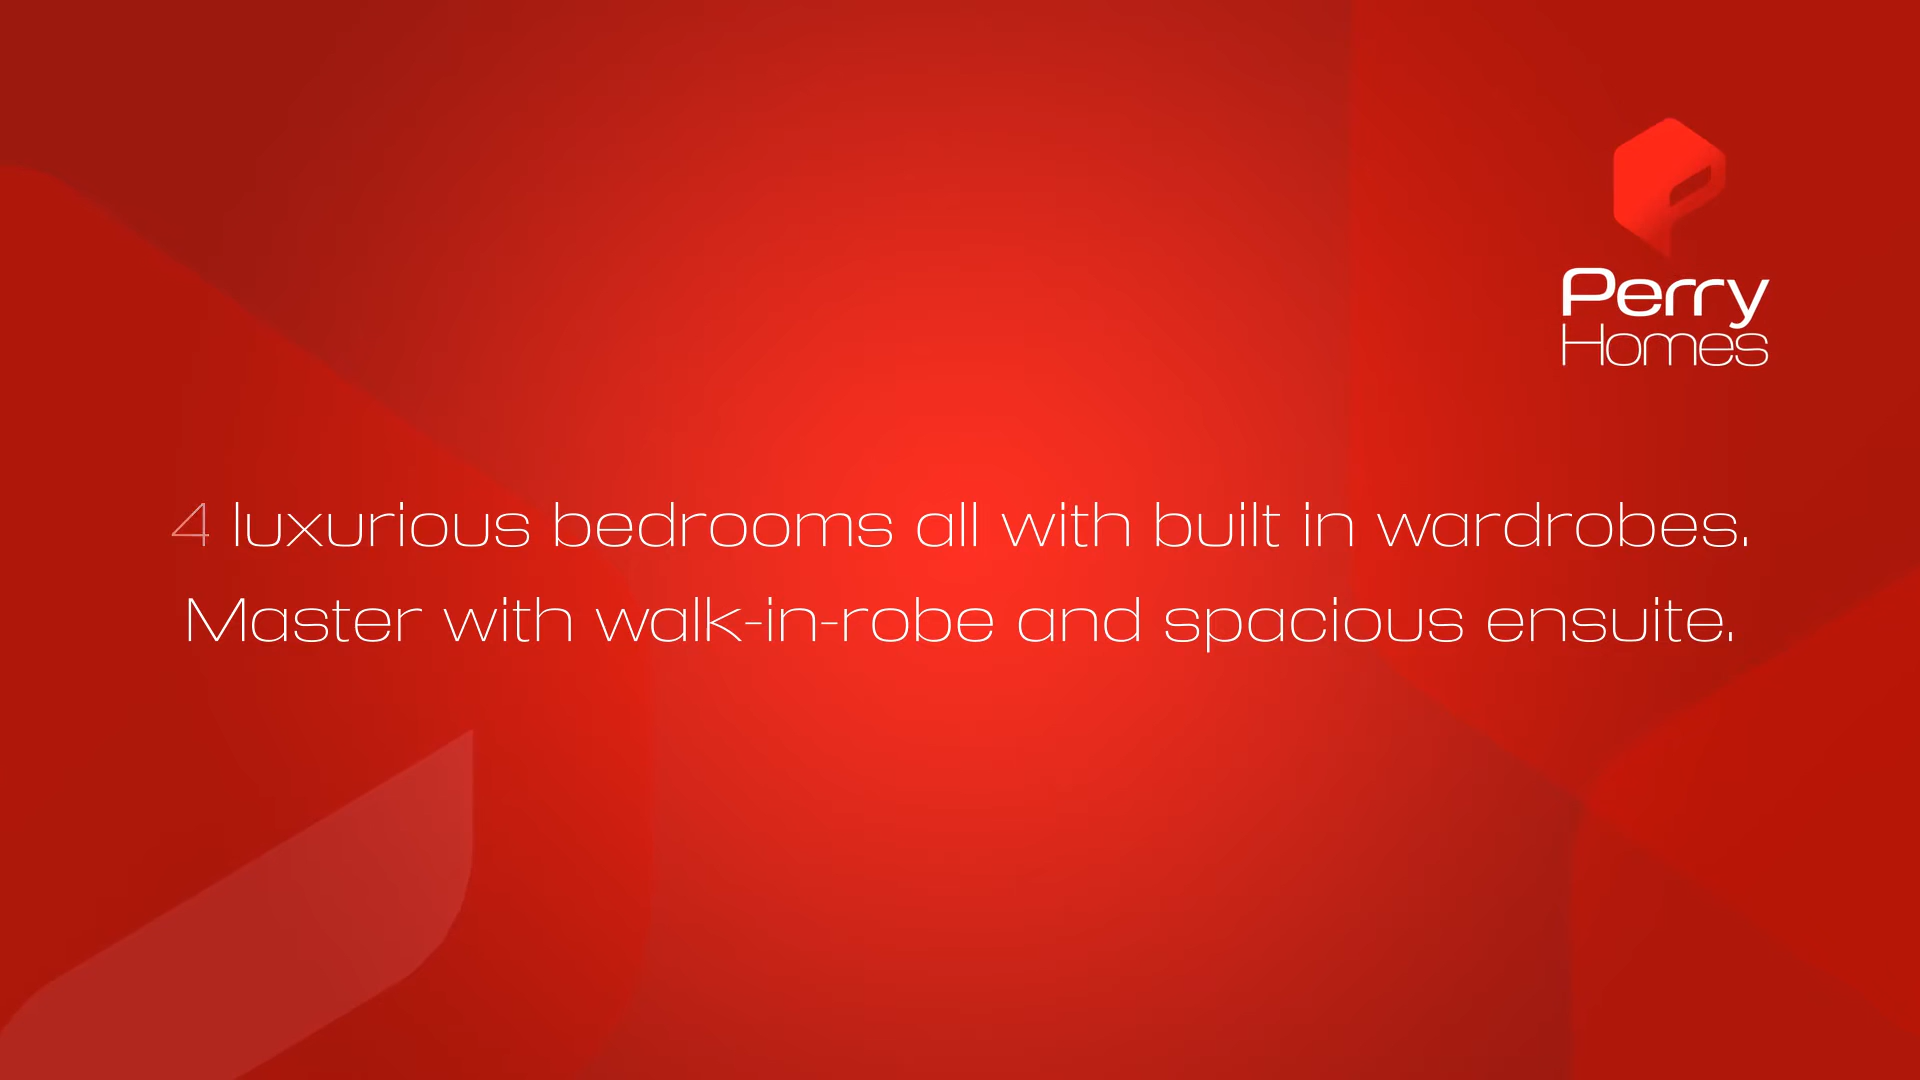 Perry
Homes
4 luxurious bedrooms all with built in wardrobes.
Master with walk-in-robe and spacious ensuite.